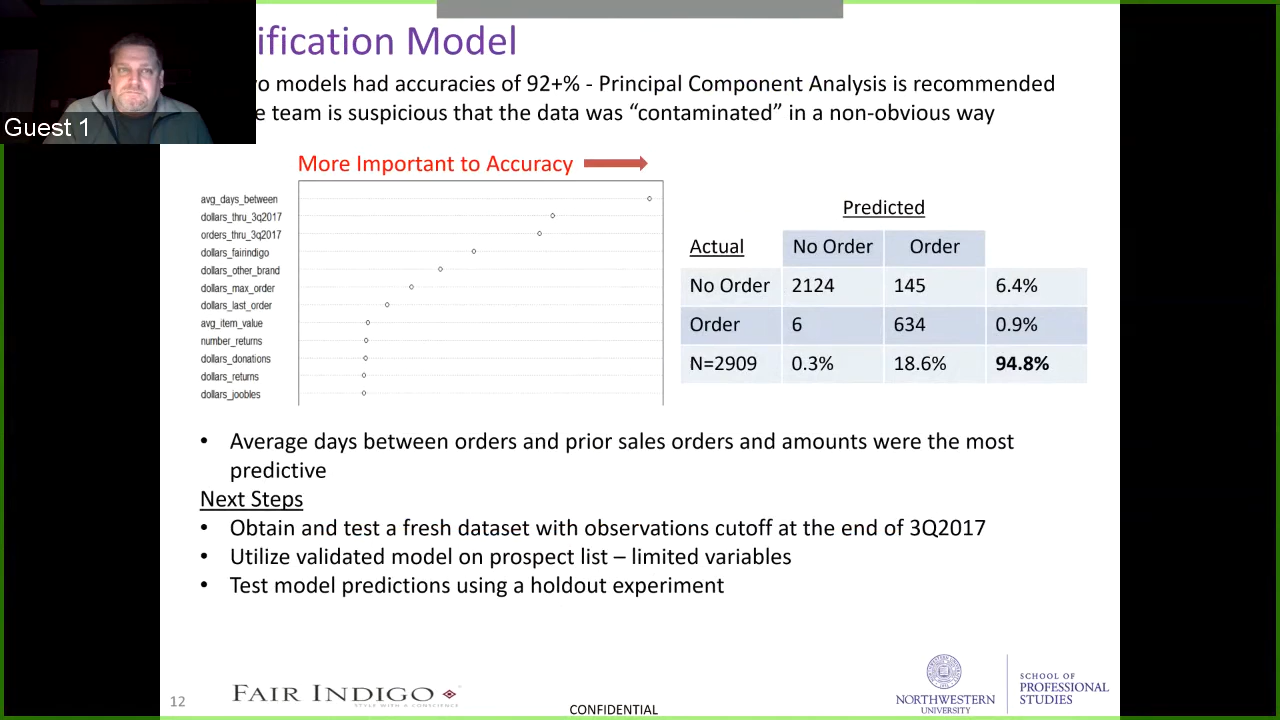 ification Model
o models had accuracies of 92+% - Principal Component Analysis is recommended
e team is suspicious that the data was “contaminated” in a non-obvious way
Guest 1
More Important to Accuracy
avg_days_between
dollars_thru_3q2017
orders_thru_3q2017
dollars_fairindigo
dollars_other_brand
dollars_max_order
dollars_last_order
avg_item_value
number_returns
dollars_donations
dollars_returns
dollars_joobles
Predicted
Actual No Order Order
No Order 2124 145 6.4%
Order 6 634 0.9%
N=2909 0.3% 18.6% 94.8%
• Average days between orders and prior sales orders and amounts were the most
predictive
Next Steps
• Obtain and test a fresh dataset with observations cutoff at the end of 3Q2017
• Utilize validated model on prospect list – limited variables
• Test model predictions using a holdout experiment
12
FAIR INDIGO
STYLE WITH A CONSCIENCE
CONFIDENTIAL
NORTHWESTERN
UNIVERSITY
SCHOOL OF
PROFESSIONAL
STUDIES